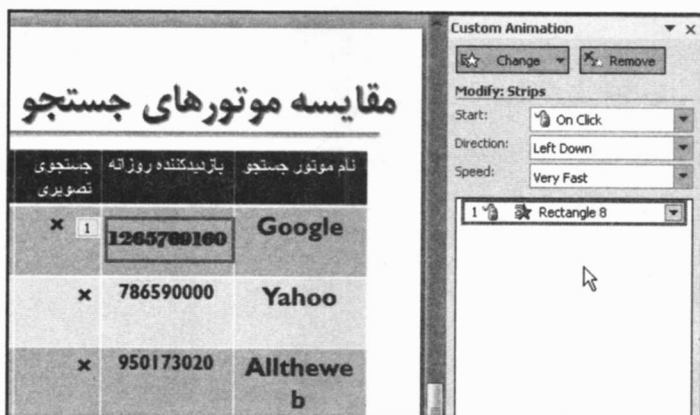 Custom Animation
Change Remove
Modify: Strips
Start: On Click
Direction: Left Down
Speed: Very Fast
1 Rectangle 8
مقایسه موتورهای جستجو
نام موتور جستجو بازدیدکننده روزانه جستجوی تصویری
Google 1265789160 × 1
Yahoo 786590000 ×
Allthewe
b 950173020 ×